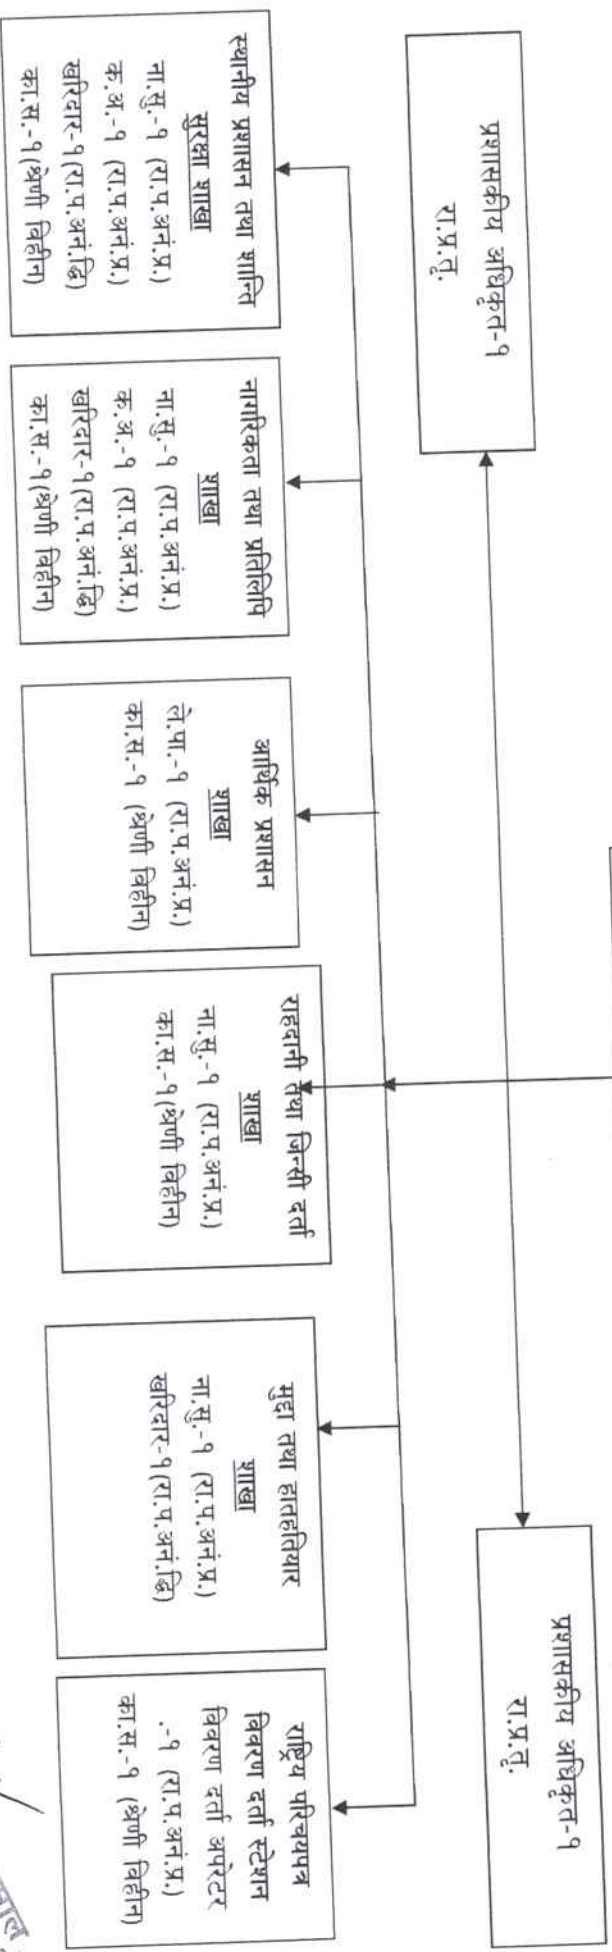 प्रशासकीय अधिकृत-१
रा.प्र.तृ.
प्रशासकीय अधिकृत-१
रा.प्र.तृ.
स्थानीय प्रशासन तथा शान्ति
सुरक्षा शाखा
ना.सु.-१ (रा.प.अनं.प्र.)
क.अ.-१ (रा.प.अनं.प्र.)
खरिदार-१(रा.प.अनं.द्वि)
का.स.-१(श्रेणी विहीन)
नागरिकता तथा प्रतिलिपि
शाखा
ना.सु.-१ (रा.प.अनं.प्र.)
क.अ.-१ (रा.प.अनं.प्र.)
खरिदार-१(रा.प.अनं.द्वि)
का.स.-१(श्रेणी विहीन)
आर्थिक प्रशासन
शाखा
ले.पा.-१ (रा.प.अनं.प्र.)
का.स.-१ (श्रेणी विहीन)
राहदानी तथा जिन्सी दर्ता
शाखा
ना.सु.-१ (रा.प.अनं.प्र.)
का.स.-१(श्रेणी विहीन)
मुद्दा तथा हातहतियार
शाखा
ना.सु.-१ (रा.प.अनं.प्र.)
खरिदार-१(रा.प.अनं.द्वि)
राष्ट्रिय परिचयपत्र
विवरण दर्ता स्टेशन
विवरण दर्ता अपरेटर
.-१ (रा.प.अनं.प्र.)
का.स.-१ (श्रेणी विहीन)